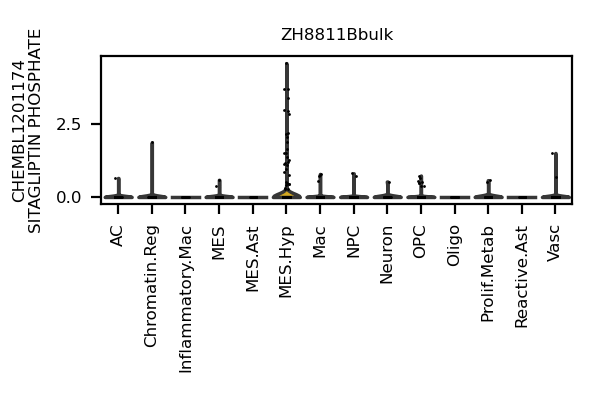 ZH8811Bbulk
CHEMBL1201174
SITAGLIPTIN PHOSPHATE
2.5
0.0
AC
Chromatin.Reg
Inflammatory.Mac
MES
MES.Ast
MES.Hyp
Mac
NPC
Neuron
OPC
Oligo
Prolif.Metab
Reactive.Ast
Vasc